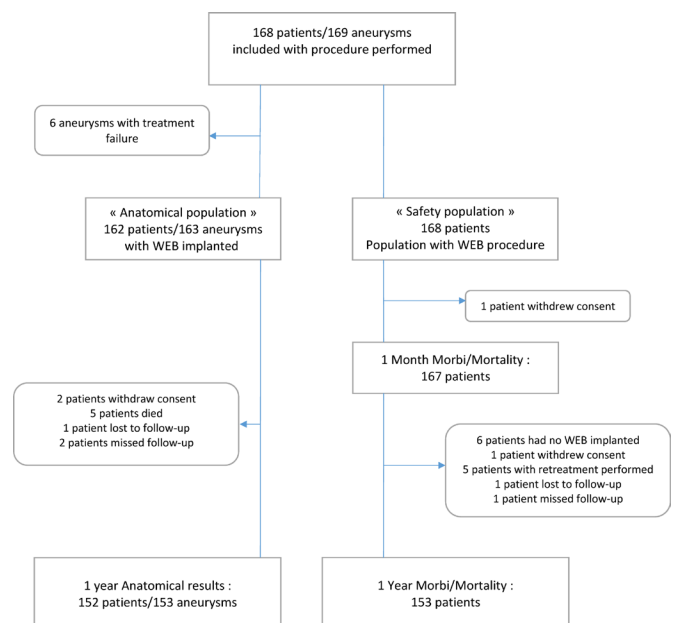 168 patients/169 aneurysms
included with procedure performed
6 aneurysms with treatment
failure
« Anatomical population »
162 patients/163 aneurysms
with WEB implanted
« Safety population »
168 patients
Population with WEB procedure
1 patient withdrew consent
1 Month Morbi/Mortality :
167 patients
2 patients withdraw consent
5 patients died
1 patient lost to follow-up
2 patients missed follow-up
6 patients had no WEB implanted
1 patient withdrew consent
5 patients with retreatment performed
1 patient lost to follow-up
1 patient missed follow-up
1 year Anatomical results :
152 patients/153 aneurysms
1 Year Morbi/Mortality :
153 patients